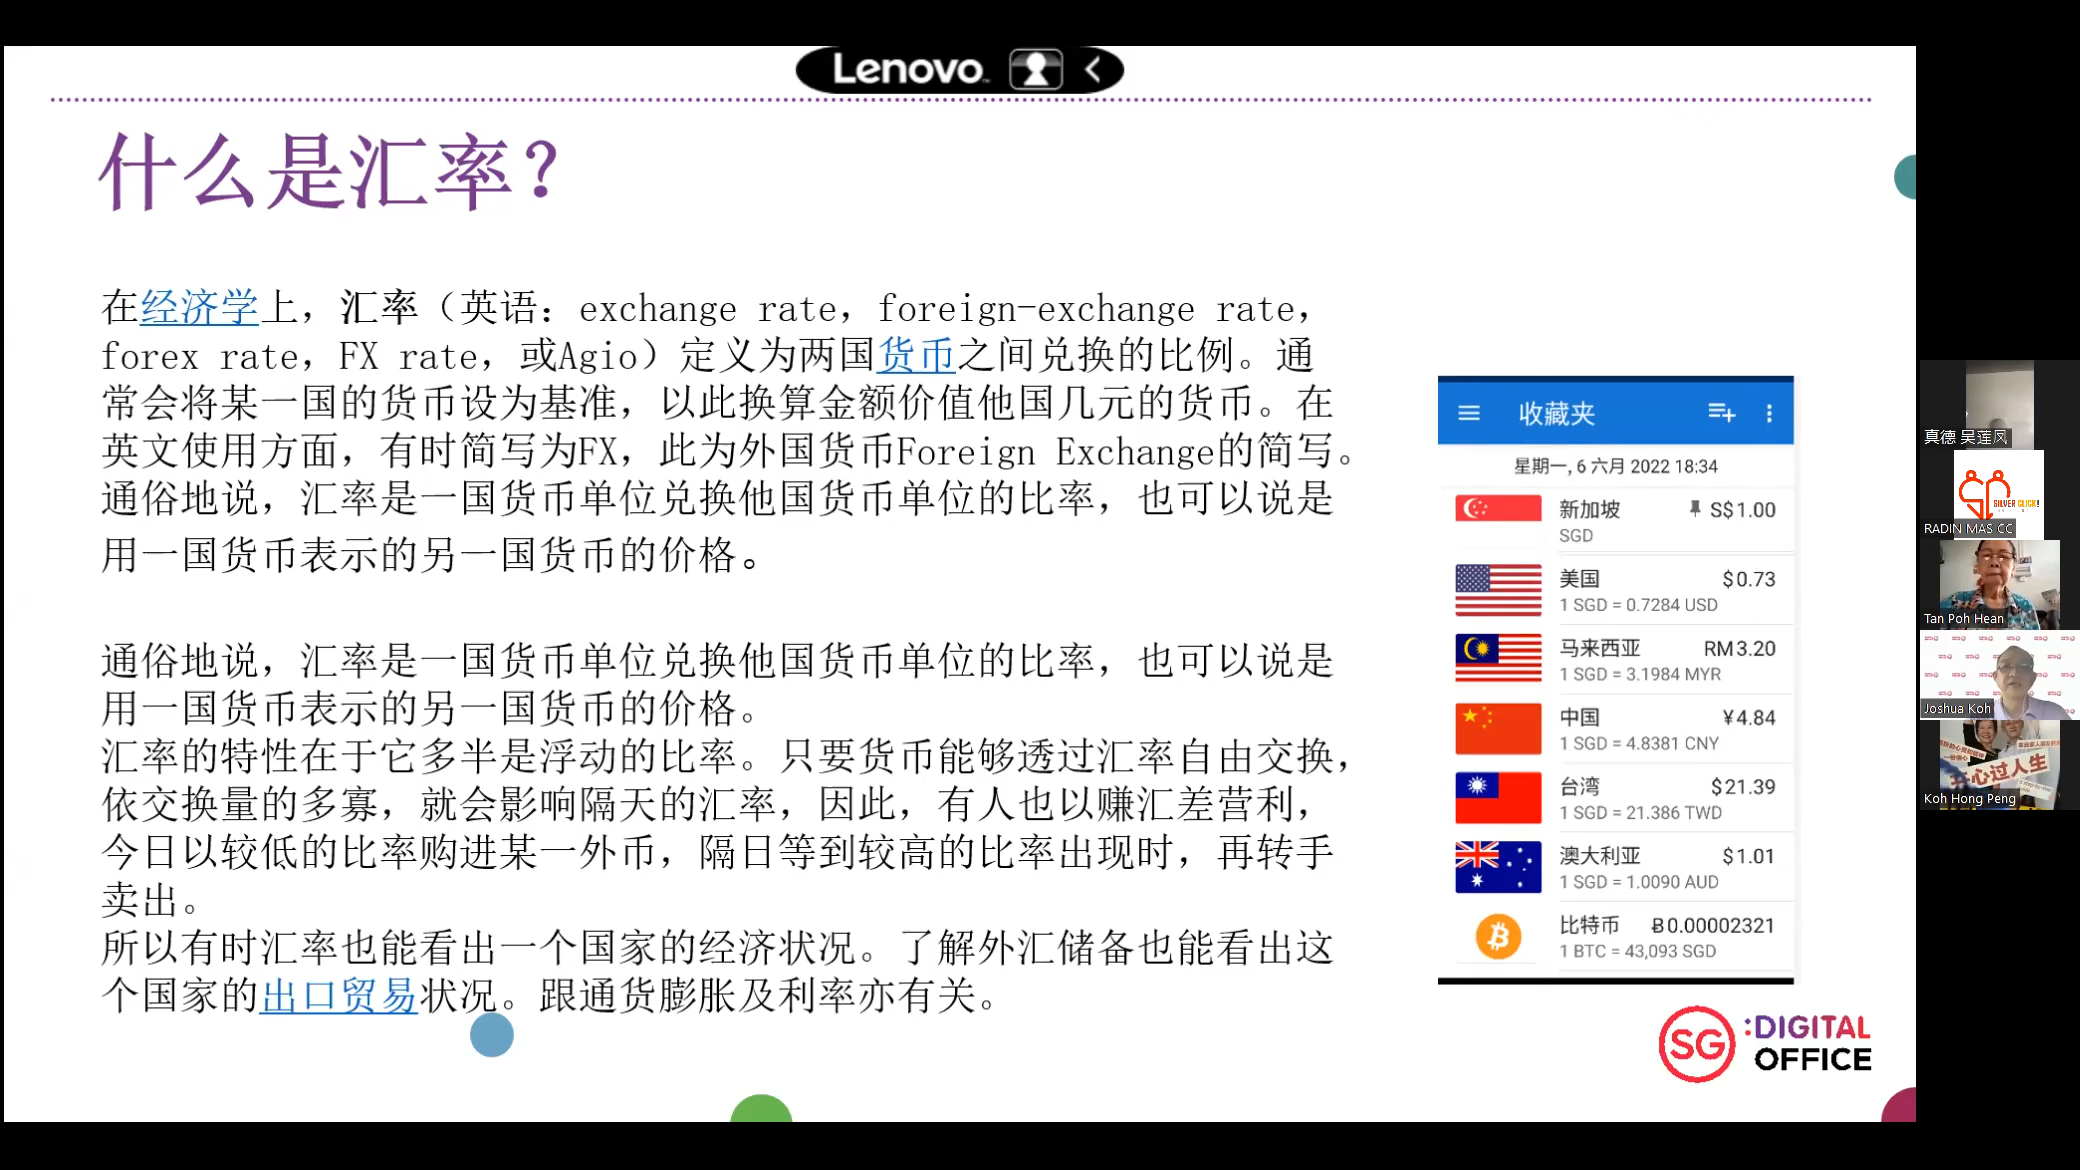 Lenovo
什么是汇率?
在经济学上，汇率（英语：exchange rate，foreign-exchange rate，
forex rate，FX rate，或Agio）定义为两国货币之间兑换的比例。通
常会将某一国的货币设为基准，以此换算金额价值他国几元的货币。在
英文使用方面，有时简写为FX，此为外国货币Foreign Exchange的简写。
通俗地说，汇率是一国货币单位兑换他国货币单位的比率，也可以说是
用一国货币表示的另一国货币的价格。
通俗地说，汇率是一国货币单位兑换他国货币单位的比率，也可以说是
用一国货币表示的另一国货币的价格。
汇率的特性在于它多半是浮动的比率。只要货币能够透过汇率自由交换，
依交换量的多寡，就会影响隔天的汇率，因此，有人也以赚汇差营利，
今日以较低的比率购进某一外币，隔日等到较高的比率出现时，再转手
卖出。
所以有时汇率也能看出一个国家的经济状况。了解外汇储备也能看出这
个国家的出口贸易状况。跟通货膨胀及利率亦有关。
收藏夹
星期一, 6 六月 2022 18:34
新加坡 S$1.00
SGD
美国 $0.73
1 SGD = 0.7284 USD
马来西亚 RM3.20
1 SGD = 3.1984 MYR
中国 ¥4.84
1 SGD = 4.8381 CNY
台湾 $21.39
1 SGD = 21.386 TWD
澳大利亚 $1.01
1 SGD = 1.0090 AUD
比特币 Ƀ0.00002321
1 BTC = 43,093 SGD
SG :DIGITAL
OFFICE
真德 吴莲凤
SILVER CLICK!
RADIN MAS CC
Tan Poh Hean
Joshua Koh
开心过人生
Koh Hong Peng